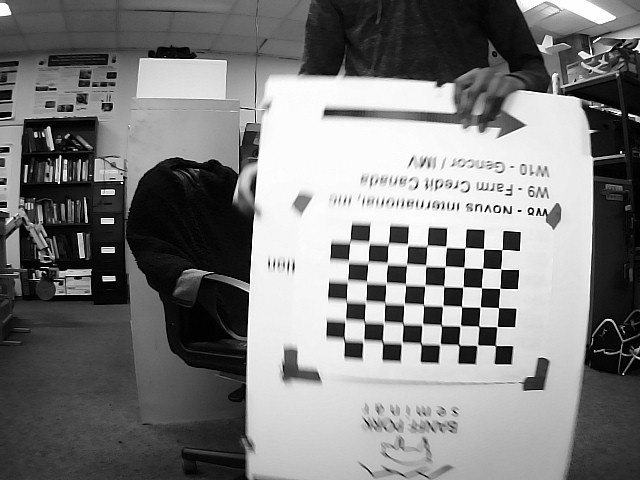 BANFF PORK
seminar
W8 - Novus International, Inc
W9 - Farm Credit Canada
W10 - Gencor / IMV